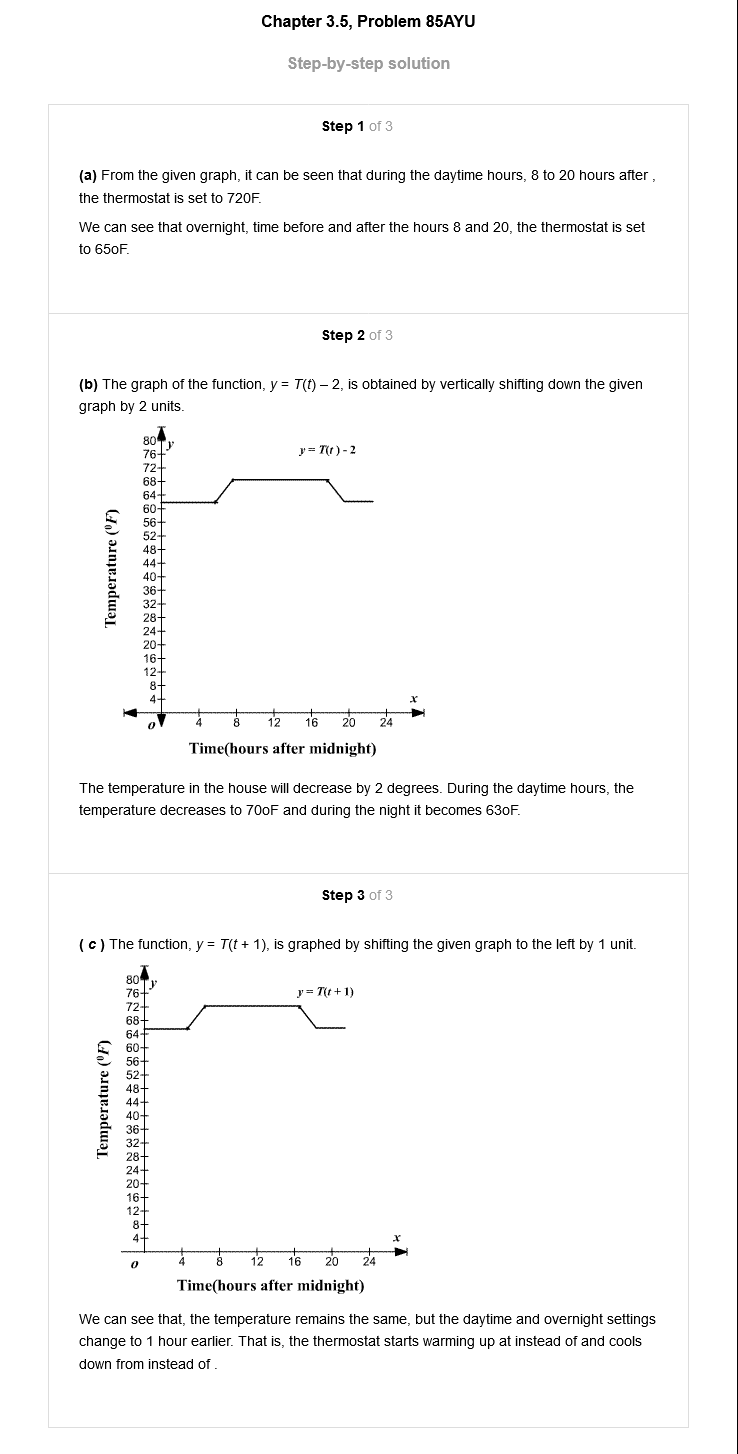 Chapter 3.5, Problem 85AYU
Step-by-step solution
Step 1 of 3
(a) From the given graph, it can be seen that during the daytime hours, 8 to 20 hours after ,
the thermostat is set to 720F.
We can see that overnight, time before and after the hours 8 and 20, the thermostat is set
to 65oF.
Step 2 of 3
(b) The graph of the function, y = T(t) – 2, is obtained by vertically shifting down the given
graph by 2 units.
y
y = T(t) - 2
80
76
72
68
64
60
56
52
48
44
40
36
32
28
24
20
16
12
8
4
Temperature (⁰F)
x
o
4 8 12 16 20 24
Time(hours after midnight)
The temperature in the house will decrease by 2 degrees. During the daytime hours, the
temperature decreases to 70oF and during the night it becomes 63oF.
Step 3 of 3
( c ) The function, y = T(t + 1), is graphed by shifting the given graph to the left by 1 unit.
y
y = T(t + 1)
80
76
72
68
64
60
56
52
48
44
40
36
32
28
24
20
16
12
8
4
Temperature (⁰F)
x
o
4 8 12 16 20 24
Time(hours after midnight)
We can see that, the temperature remains the same, but the daytime and overnight settings
change to 1 hour earlier. That is, the thermostat starts warming up at instead of and cools
down from instead of .